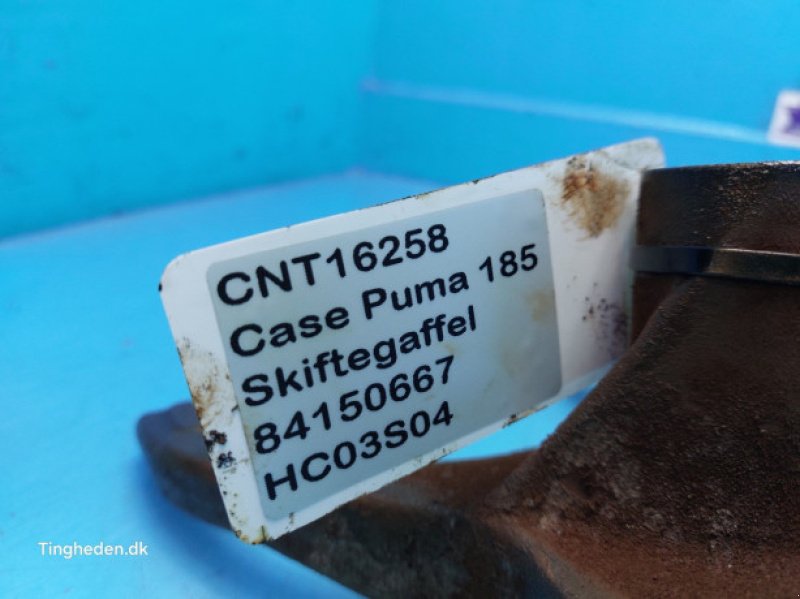 CNT16258
Case Puma 185
Skiftegaffel
84150667
HC03S04
Tingheden.dk